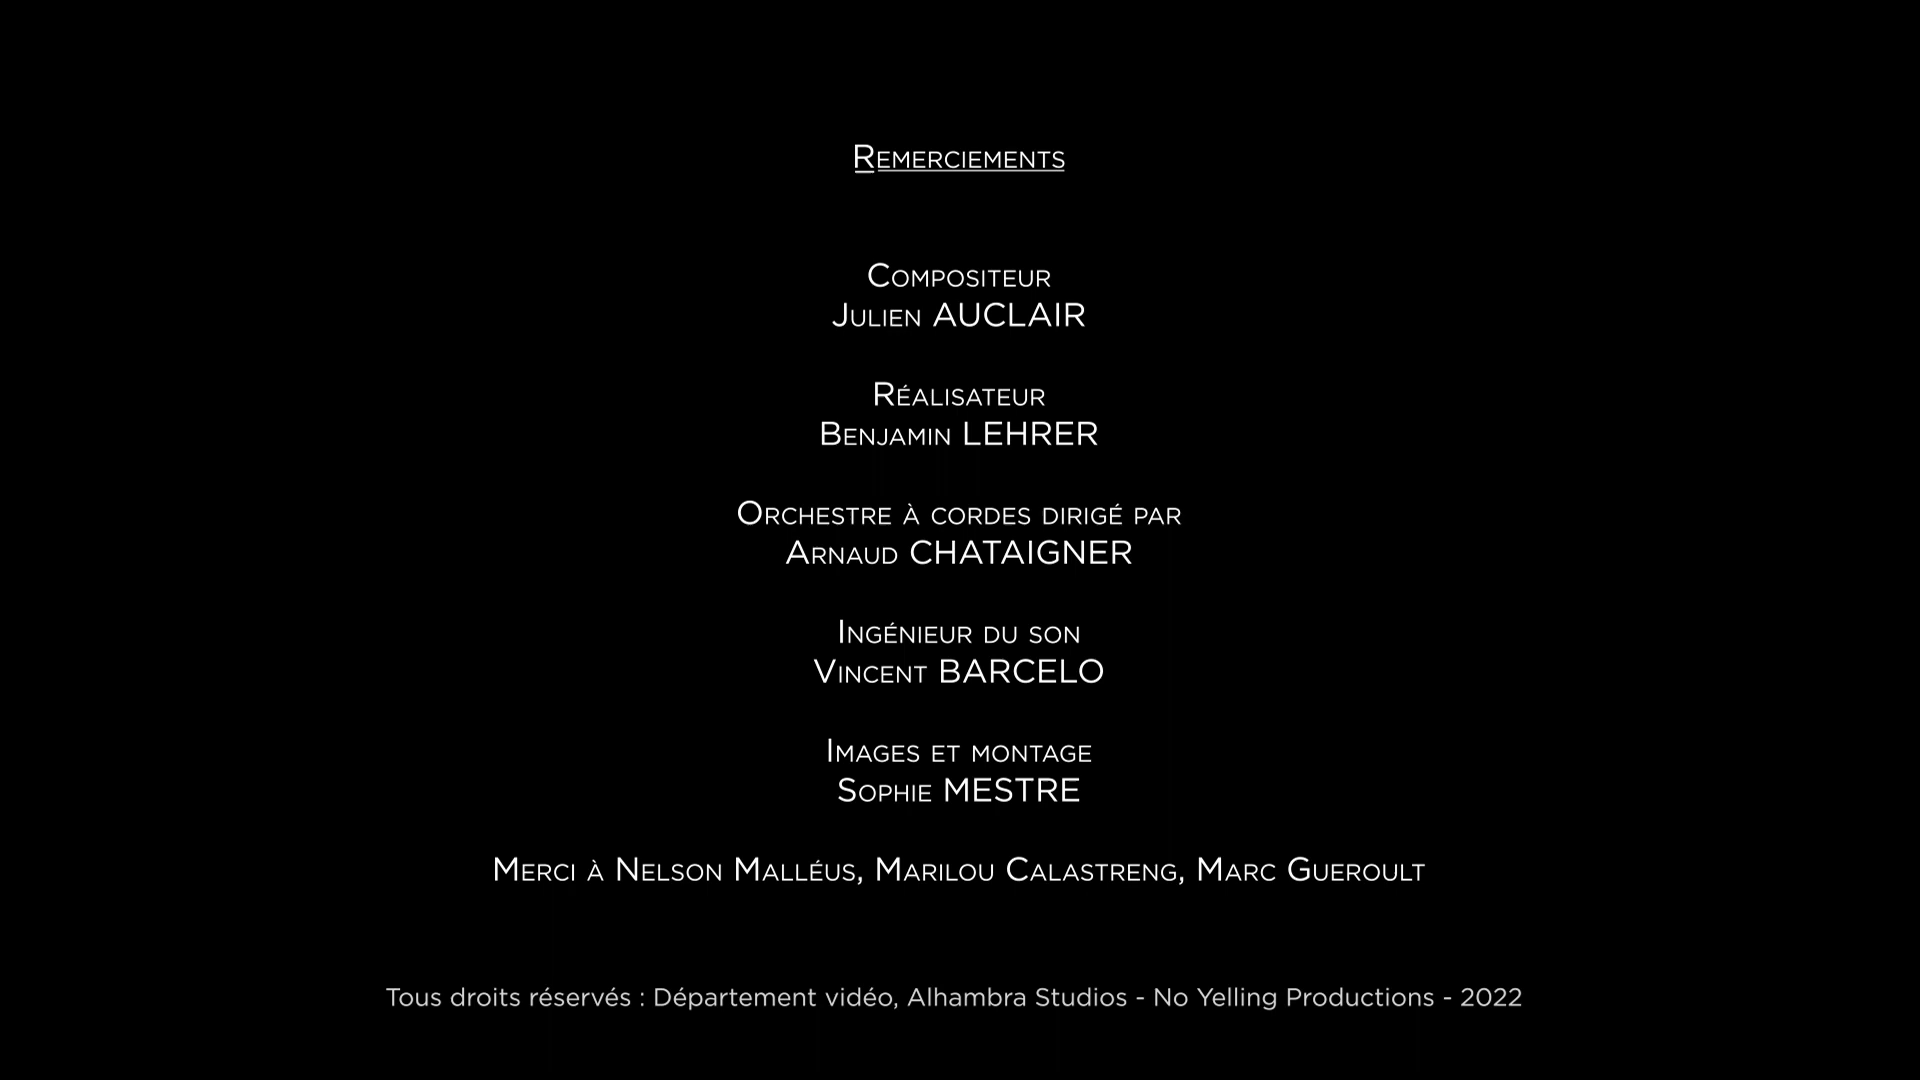 Remerciements
Compositeur
Julien AUCLAIR
Réalisateur
Benjamin LEHRER
Orchestre à cordes dirigé par
Arnaud CHATAIGNER
Ingénieur du son
Vincent BARCELO
Images et montage
Sophie MESTRE
Merci à Nelson Malléus, Marilou Calastreng, Marc Gueroult
Tous droits réservés : Département vidéo, Alhambra Studios - No Yelling Productions - 2022